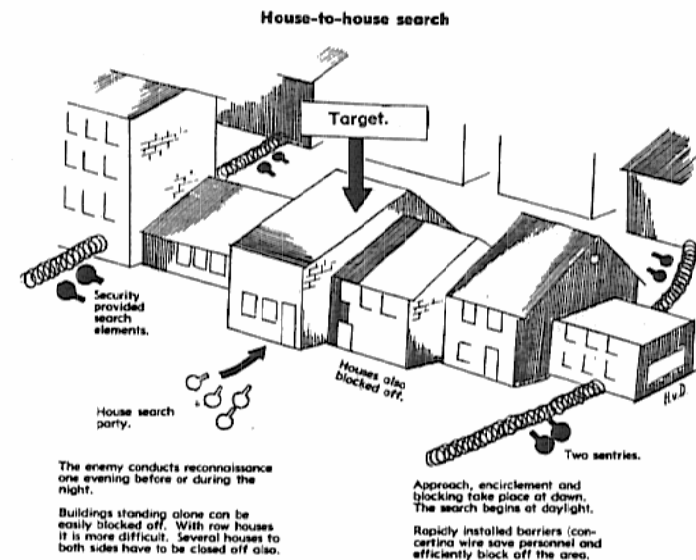 House-to-house search
Target.
Security
provided
search
elements.
Houses also
blocked off.
House search
party.
H.v.D.
Two sentries.
The enemy conducts reconnaissance
one evening before or during the
night.
Buildings standing alone can be
easily blocked off. With row houses
it is more difficult. Several houses to
both sides have to be closed off also.
Approach, encirclement and
blocking take place at dawn.
The search begins at daylight.
Rapidly installed barriers (con-
certina wire save personnel and
efficiently block off the area.